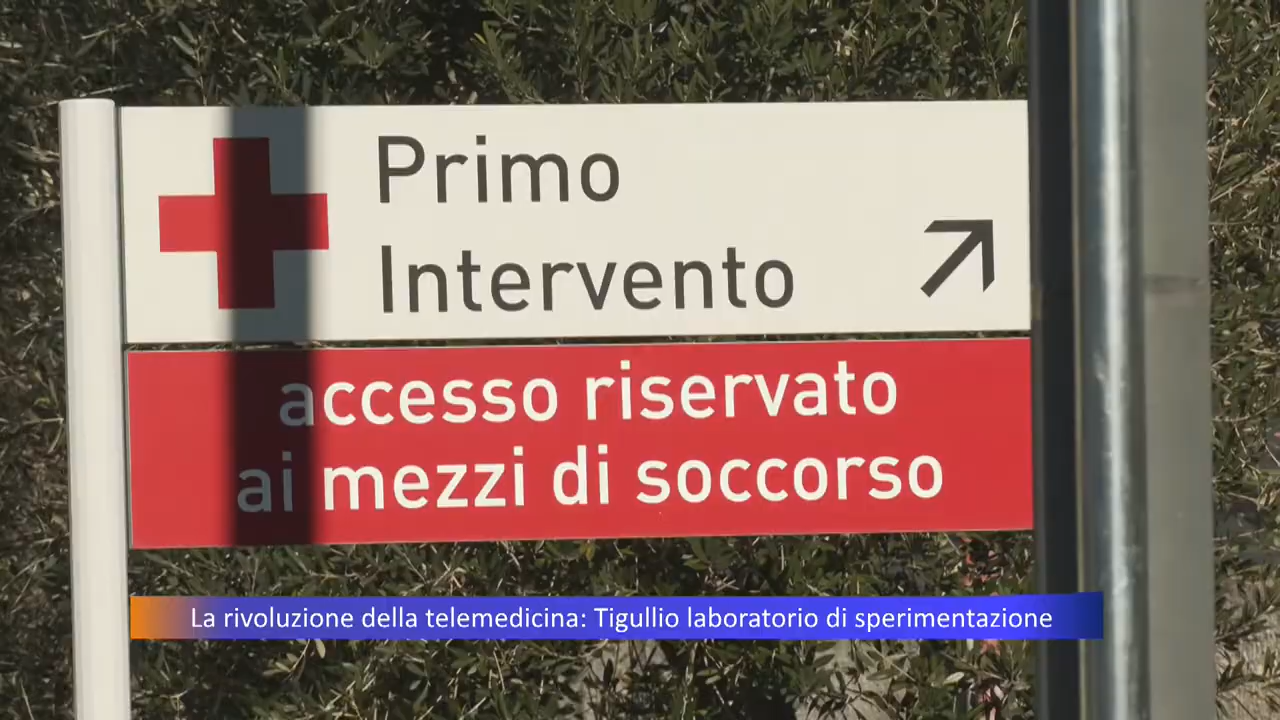 Primo
Intervento
accesso riservato
ai mezzi di soccorso
La rivoluzione della telemedicina: Tigullio laboratorio di sperimentazione